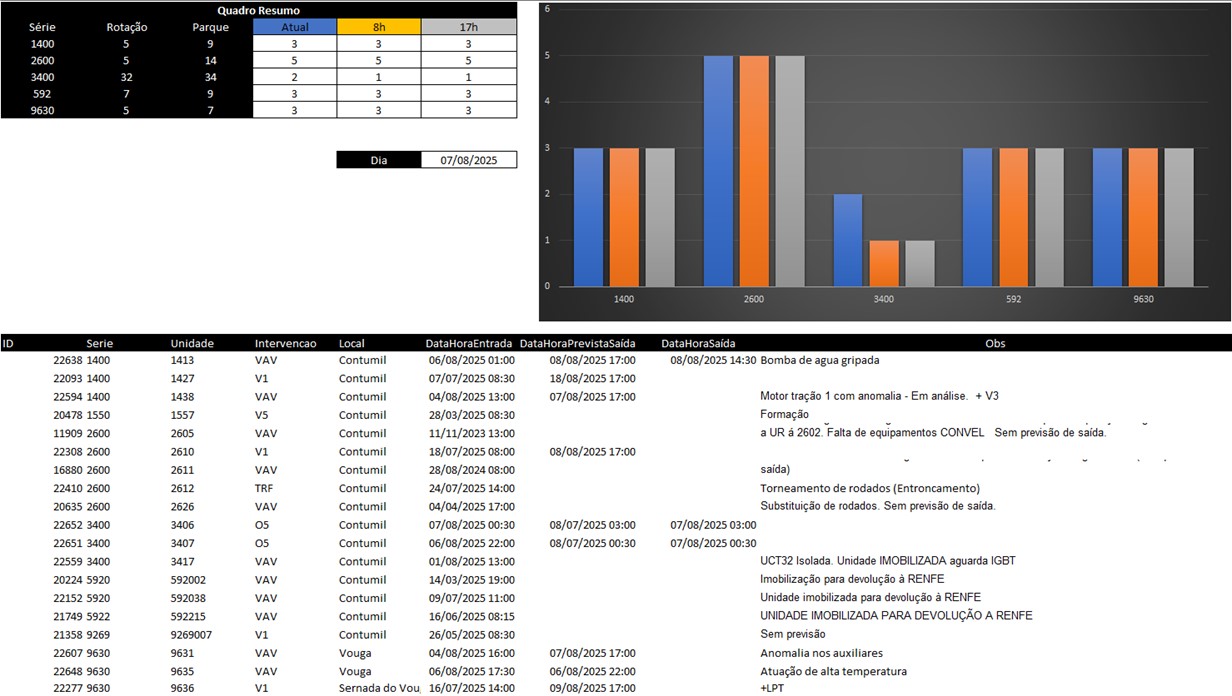 Quadro Resumo
Série Rotação Parque Atual 8h 17h
1400 5 9 3 3 3
2600 5 14 5 5 5
3400 32 34 2 1 1
592 7 9 3 3 3
9630 5 7 3 3 3
Dia 07/08/2025
6
5
4
3
2
1
0
1400 2600 3400 592 9630
ID Serie Unidade Intervencao Local DataHoraEntrada DataHoraPrevistaSaída DataHoraSaída Obs
22638 1400 1413 VAV Contumil 06/08/2025 01:00 08/08/2025 17:00 08/08/2025 14:30 Bomba de agua gripada
22093 1400 1427 V1 Contumil 07/07/2025 08:30 18/08/2025 17:00
22594 1400 1438 VAV Contumil 04/08/2025 13:00 07/08/2025 17:00 Motor tração 1 com anomalia - Em análise. + V3
20478 1550 1557 V5 Contumil 28/03/2025 08:30 Formação
11909 2600 2605 VAV Contumil 11/11/2023 13:00 a UR á 2602. Falta de equipamentos CONVEL Sem previsão de saída.
22308 2600 2610 V1 Contumil 18/07/2025 08:00 08/08/2025 17:00
16880 2600 2611 VAV Contumil 28/08/2024 08:00 saída)
22410 2600 2612 TRF Contumil 24/07/2025 14:00 Torneamento de rodados (Entroncamento)
20635 2600 2626 VAV Contumil 04/04/2025 17:00 Substituição de rodados. Sem previsão de saída.
22652 3400 3406 O5 Contumil 07/08/2025 00:30 08/07/2025 03:00 07/08/2025 03:00
22651 3400 3407 O5 Contumil 06/08/2025 22:00 08/07/2025 00:30 07/08/2025 00:30
22559 3400 3417 VAV Contumil 01/08/2025 13:00 UCT32 Isolada. Unidade IMOBILIZADA aguarda IGBT
20224 5920 592002 VAV Contumil 14/03/2025 19:00 Imobilização para devolução à RENFE
22152 5920 592038 VAV Contumil 09/07/2025 11:00 Unidade imobilizada para devolução à RENFE
21749 5922 592215 VAV Contumil 16/06/2025 08:15 UNIDADE IMOBILIZADA PARA DEVOLUÇÃO A RENFE
21358 9269 9269007 V1 Contumil 26/05/2025 08:30 Sem previsão
22607 9630 9631 VAV Vouga 04/08/2025 16:00 07/08/2025 17:00 Anomalia nos auxiliares
22648 9630 9635 VAV Vouga 06/08/2025 17:30 06/08/2025 22:00 Atuação de alta temperatura
22277 9630 9636 V1 Sernada do Vou 16/07/2025 14:00 09/08/2025 17:00 +LPT